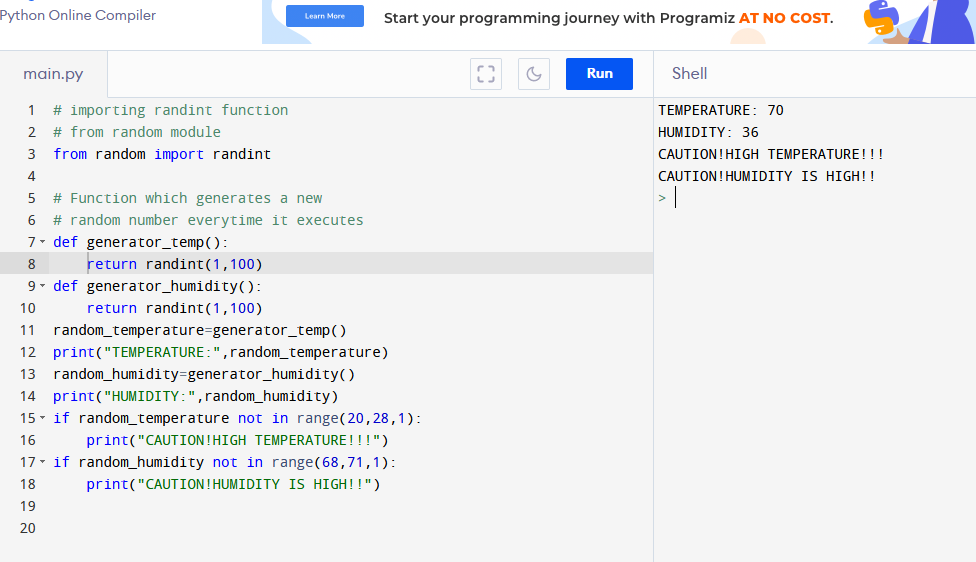 Python Online Compiler
Learn More
Start your programming journey with Programiz AT NO COST.
main.py
Run
Shell
1 # importing randint function
2 # from random module
3 from random import randint
4
5 # Function which generates a new
6 # random number everytime it executes
7 def generator_temp():
8     return randint(1,100)
9 def generator_humidity():
10     return randint(1,100)
11 random_temperature=generator_temp()
12 print("TEMPERATURE:",random_temperature)
13 random_humidity=generator_humidity()
14 print("HUMIDITY:",random_humidity)
15 if random_temperature not in range(20,28,1):
16     print("CAUTION!HIGH TEMPERATURE!!!")
17 if random_humidity not in range(68,71,1):
18     print("CAUTION!HUMIDITY IS HIGH!!")
19
20
TEMPERATURE: 70
HUMIDITY: 36
CAUTION!HIGH TEMPERATURE!!!
CAUTION!HUMIDITY IS HIGH!!
>